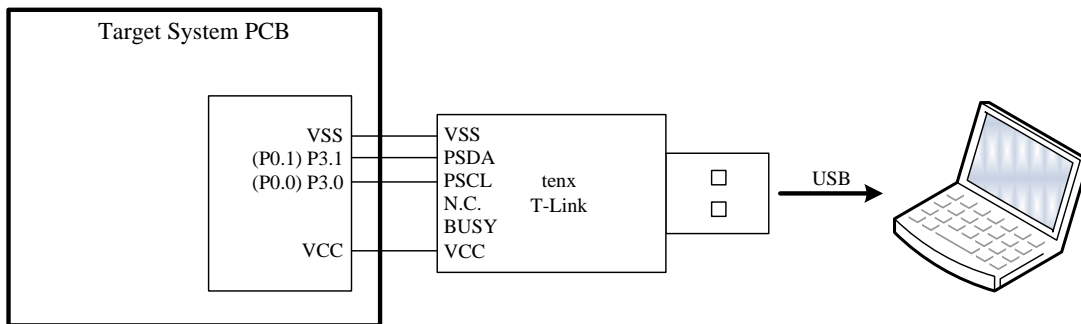 Target System PCB
VSS
(P0.1) P3.1
(P0.0) P3.0
VCC
VSS
PSDA
PSCL
N.C.
BUSY
VCC
tenx
T-Link
USB